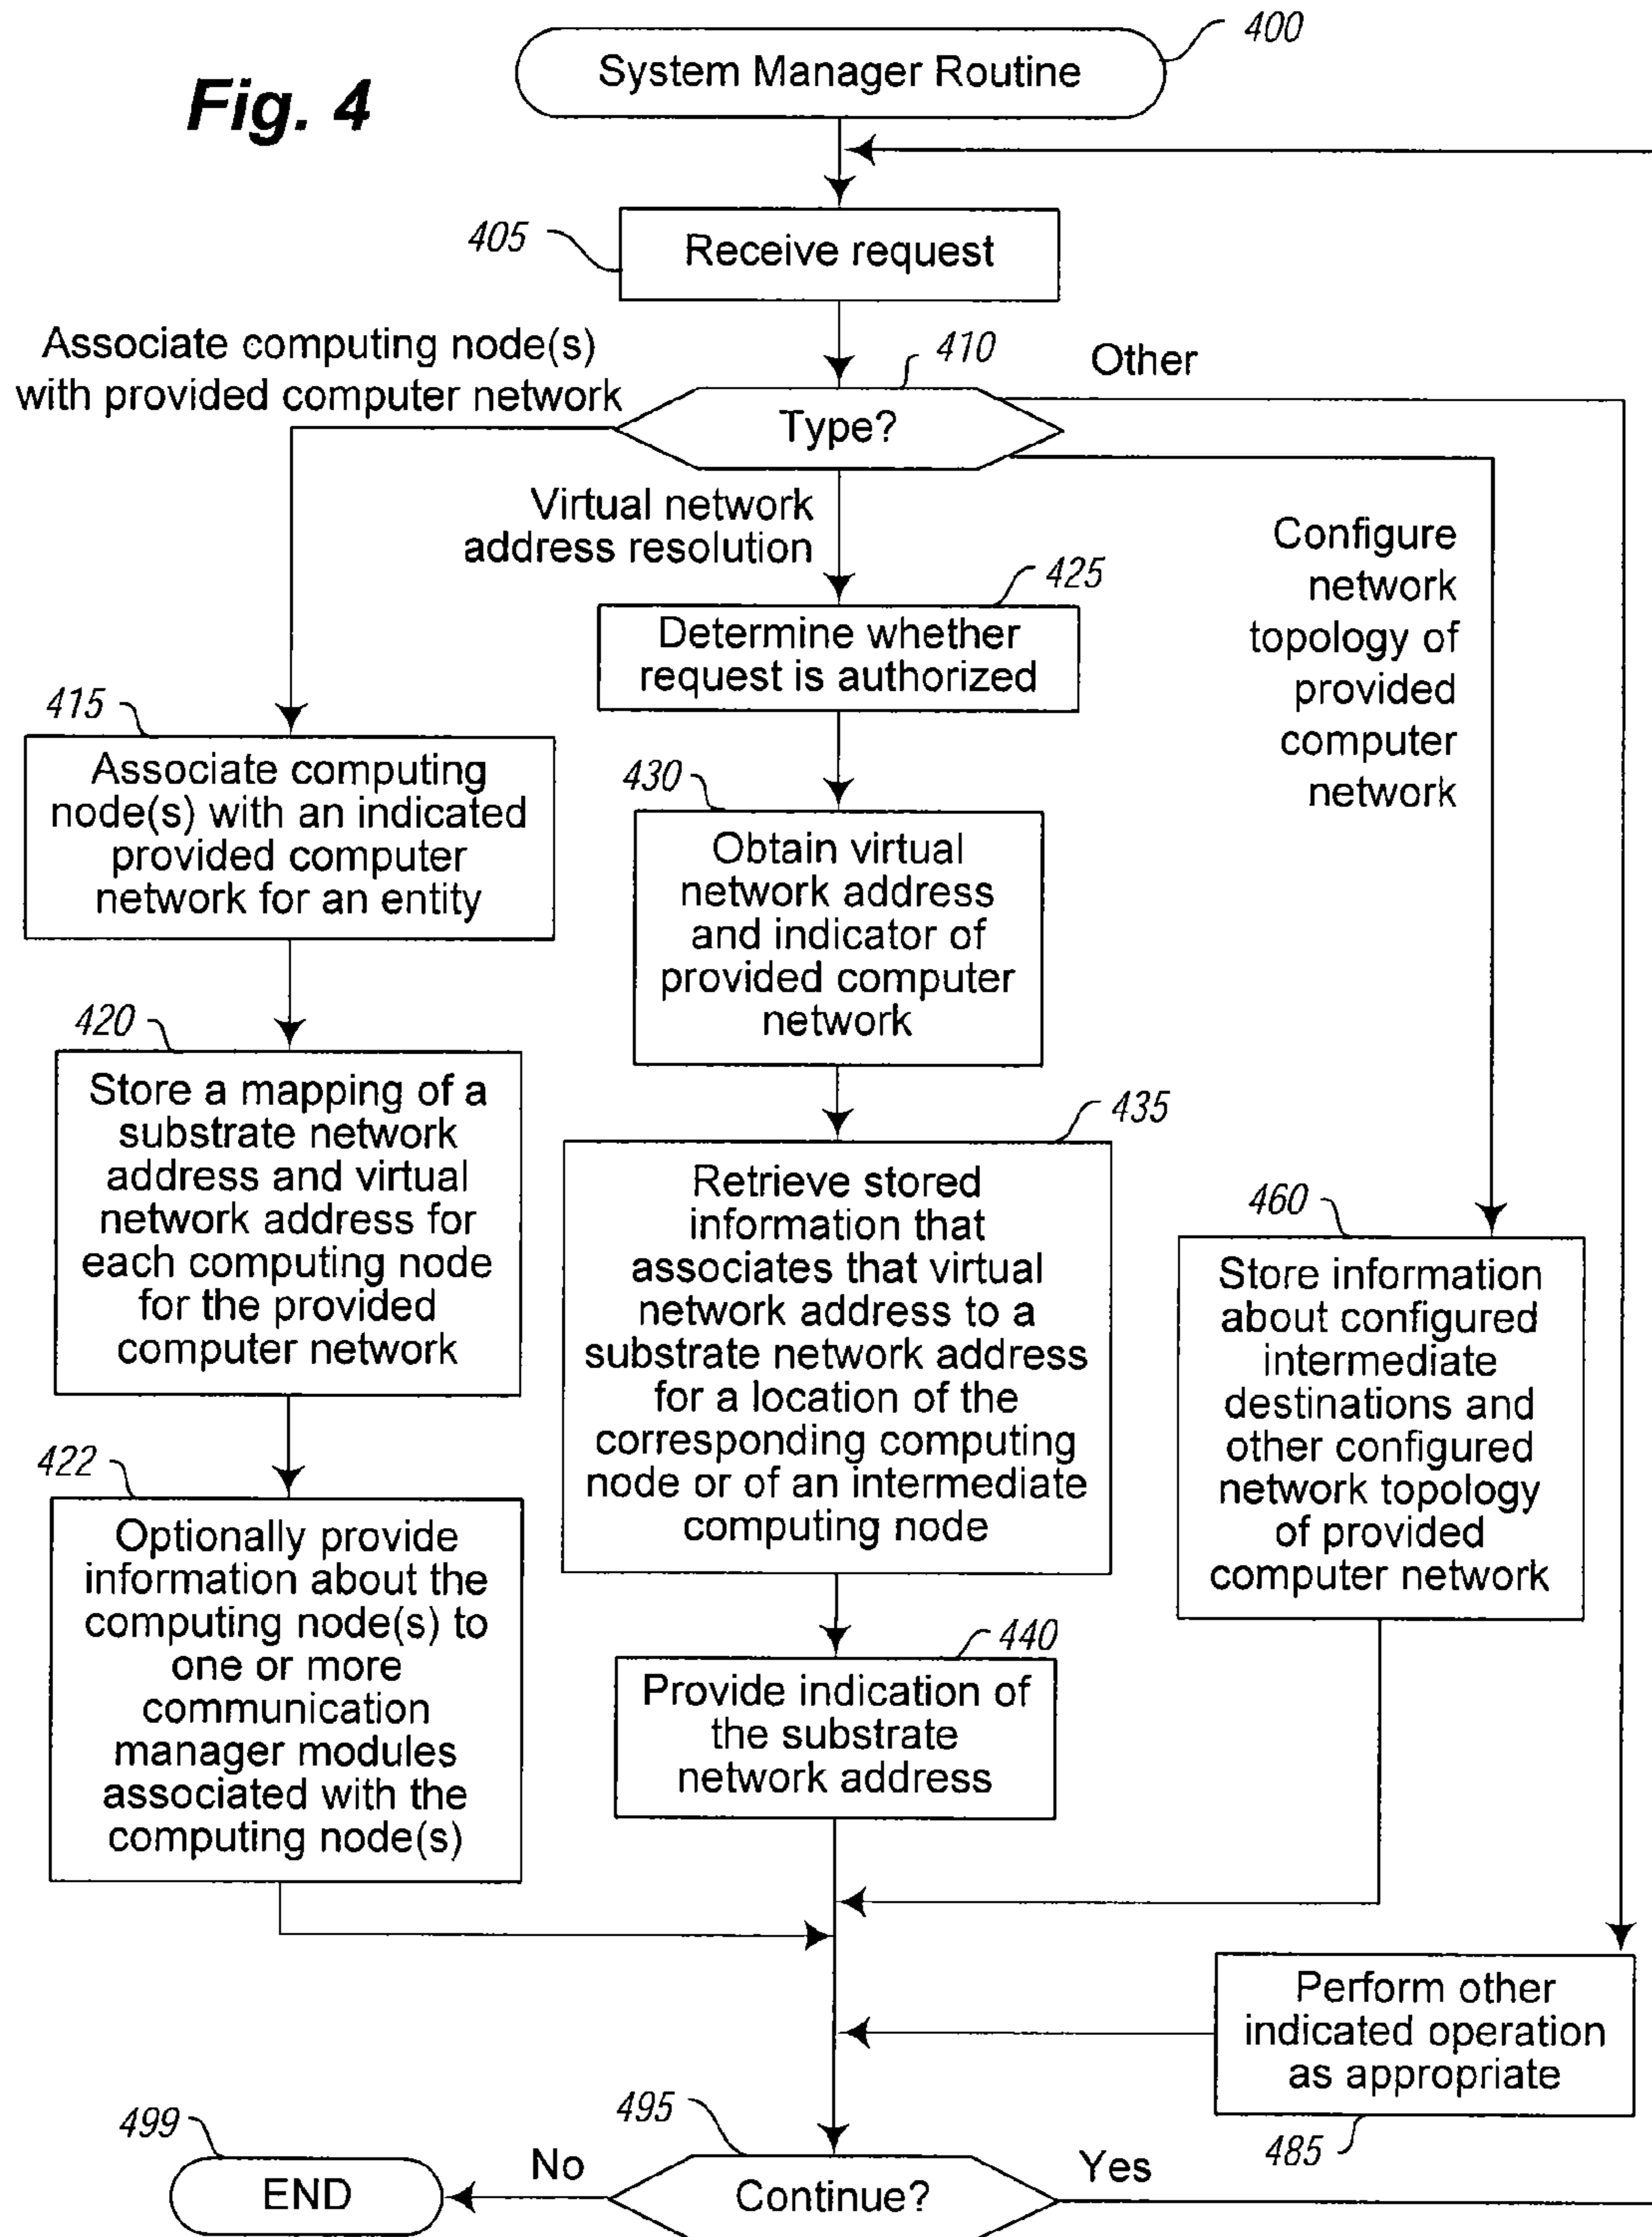 Fig. 4
System Manager Routine
400
405
Receive request
Associate computing node(s)
with provided computer network
410
Other
Type?
Virtual network
address resolution
Configure
network
topology of
provided
computer
network
425
Determine whether
request is authorized
415
Associate computing
node(s) with an indicated
provided computer
network for an entity
430
Obtain virtual
network address
and indicator of
provided computer
network
420
Store a mapping of a
substrate network
address and virtual
network address for
each computing node
for the provided
computer network
435
Retrieve stored
information that
associates that virtual
network address to a
substrate network address
for a location of the
corresponding computing
node or of an intermediate
computing node
460
Store information
about configured
intermediate
destinations and
other configured
network topology
of provided
computer network
422
Optionally provide
information about the
computing node(s) to
one or more
communication
manager modules
associated with the
computing node(s)
440
Provide indication of
the substrate
network address
Perform other
indicated operation
as appropriate
485
499
END
No
495
Continue?
Yes